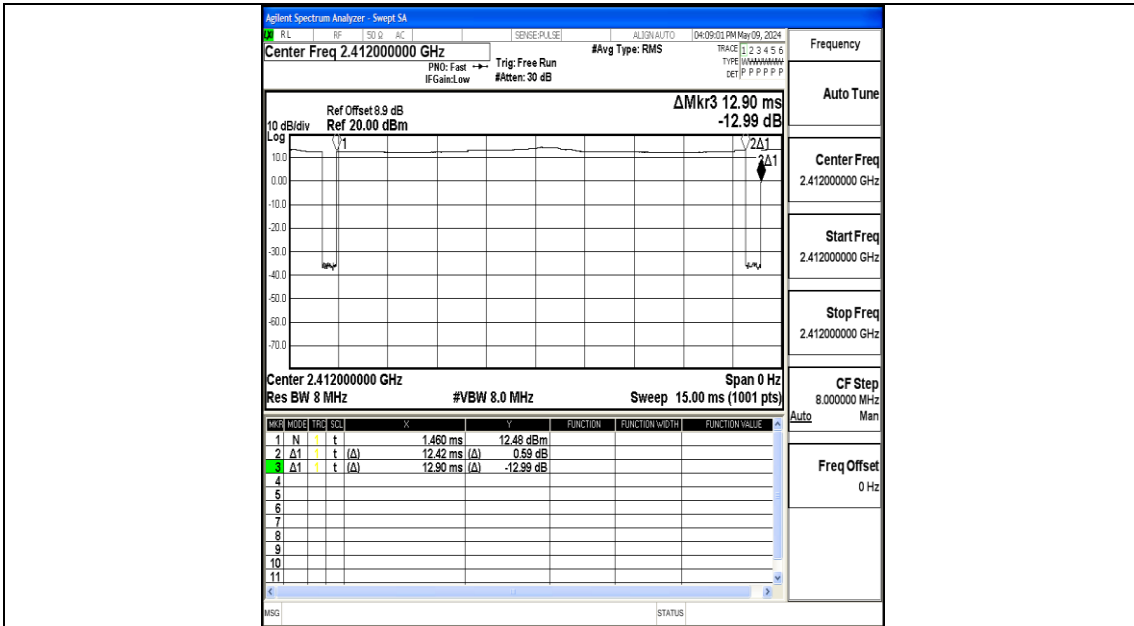 Agilent Spectrum Analyzer - Swept SA
RL RF 50 Ω AC SENSE:PULSE ALIGN AUTO 04:09:01 PM May 09, 2024
Center Freq 2.412000000 GHz #Avg Type: RMS TRACE 1 2 3 4 5 6
PNO: Fast Trig: Free Run TYPE
IFGain:Low #Atten: 30 dB DET P P P P P P
Frequency
Auto Tune
Center Freq
2.412000000 GHz
Start Freq
2.412000000 GHz
Stop Freq
2.412000000 GHz
CF Step
8.000000 MHz
Auto Man
Freq Offset
0 Hz
ΔMkr3 12.90 ms
-12.99 dB
Ref Offset 8.9 dB
10 dB/div Ref 20.00 dBm
Log
1
2Δ1
3Δ1
10.0
0.00
-10.0
-20.0
-30.0
-40.0
-50.0
-60.0
-70.0
Center 2.412000000 GHz Span 0 Hz
Res BW 8 MHz #VBW 8.0 MHz Sweep 15.00 ms (1001 pts)
MKR MODE TRC SCL X Y FUNCTION FUNCTION WIDTH FUNCTION VALUE
1 N 1 t 1.460 ms 12.48 dBm
2 Δ1 1 t (Δ) 12.42 ms (Δ) 0.59 dB
3 Δ1 1 t (Δ) 12.90 ms (Δ) -12.99 dB
4
5
6
7
8
9
10
11
MSG STATUS